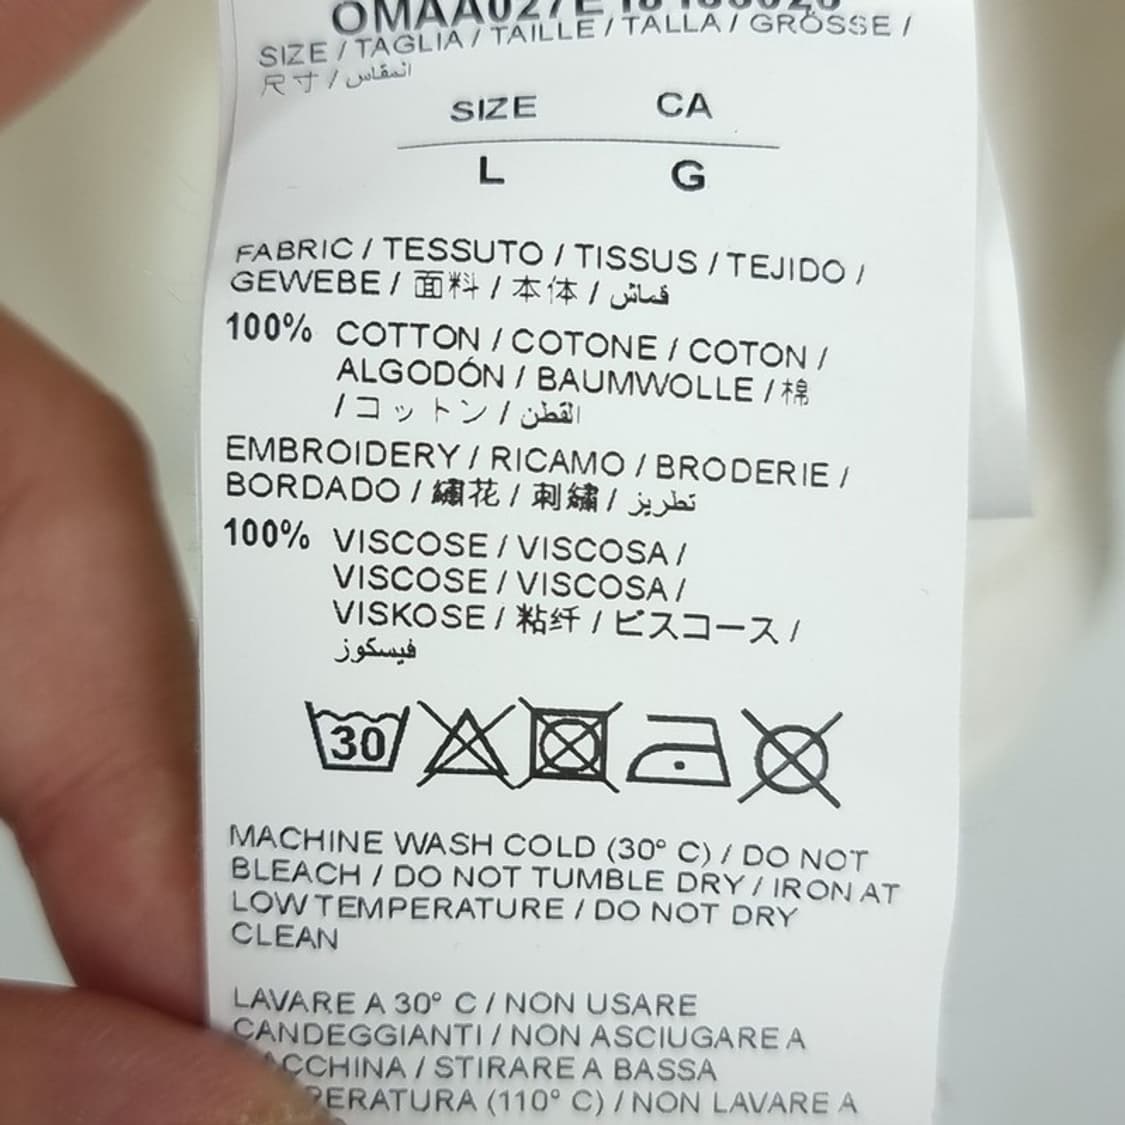 SIZE / TAGLIA / TAILLE / TALLA / GRÖSSE /
尺寸 / انمقاس
SIZE CA
L G
FABRIC / TESSUTO / TISSUS / TEJIDO /
GEWEBE / 面料 / 本体 / قماش
100% COTTON / COTONE / COTON /
ALGODÓN / BAUMWOLLE / 棉
/ コットン / القطن
EMBROIDERY / RICAMO / BRODERIE /
BORDADO / 繡花 / 刺繍 / تطريز
100% VISCOSE / VISCOSA /
VISCOSE / VISCOSA /
VISKOSE / 粘纤 / ビスコース /
فيسكوز
30
MACHINE WASH COLD (30° C) / DO NOT
BLEACH / DO NOT TUMBLE DRY / IRON AT
LOW TEMPERATURE / DO NOT DRY
CLEAN
LAVARE A 30° C / NON USARE
CANDEGGIANTI / NON ASCIUGARE A
CCHINA / STIRARE A BASSA
PERATURA (110° C) / NON LAVARE A